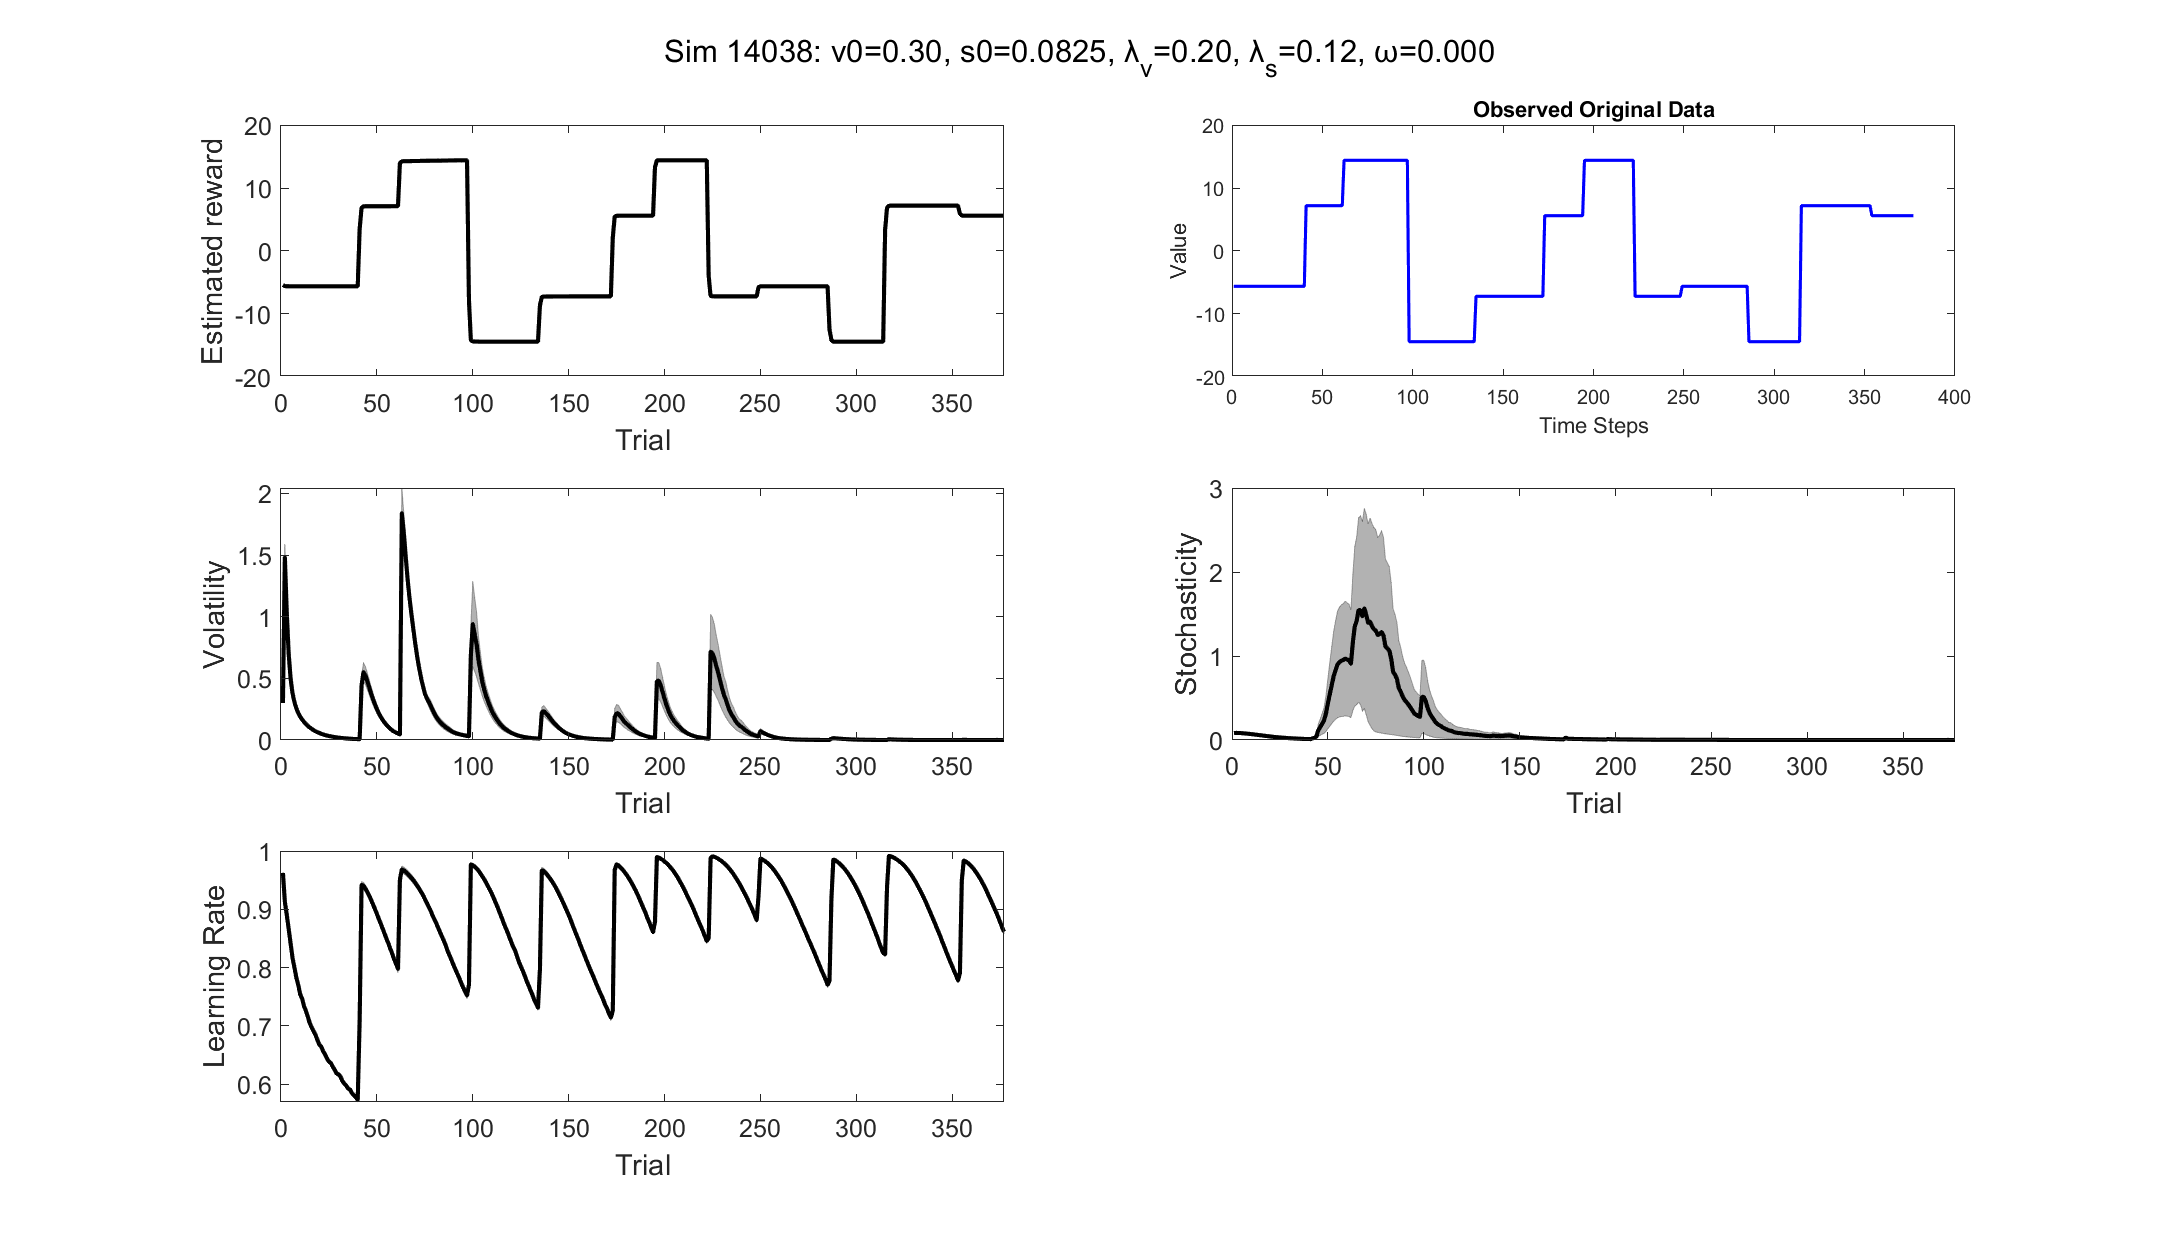 Sim 14038: v0=0.30, s0=0.0825, λ_v=0.20, λ_s=0.12, ω=0.000
Estimated reward
20
10
0
-10
-20
0 50 100 150 200 250 300 350
Trial
Observed Original Data
Value
20
10
0
-10
-20
0 50 100 150 200 250 300 350 400
Time Steps
Volatility
2
1.5
1
0.5
0
0 50 100 150 200 250 300 350
Trial
Stochasticity
3
2
1
0
0 50 100 150 200 250 300 350
Trial
Learning Rate
1
0.9
0.8
0.7
0.6
0 50 100 150 200 250 300 350
Trial